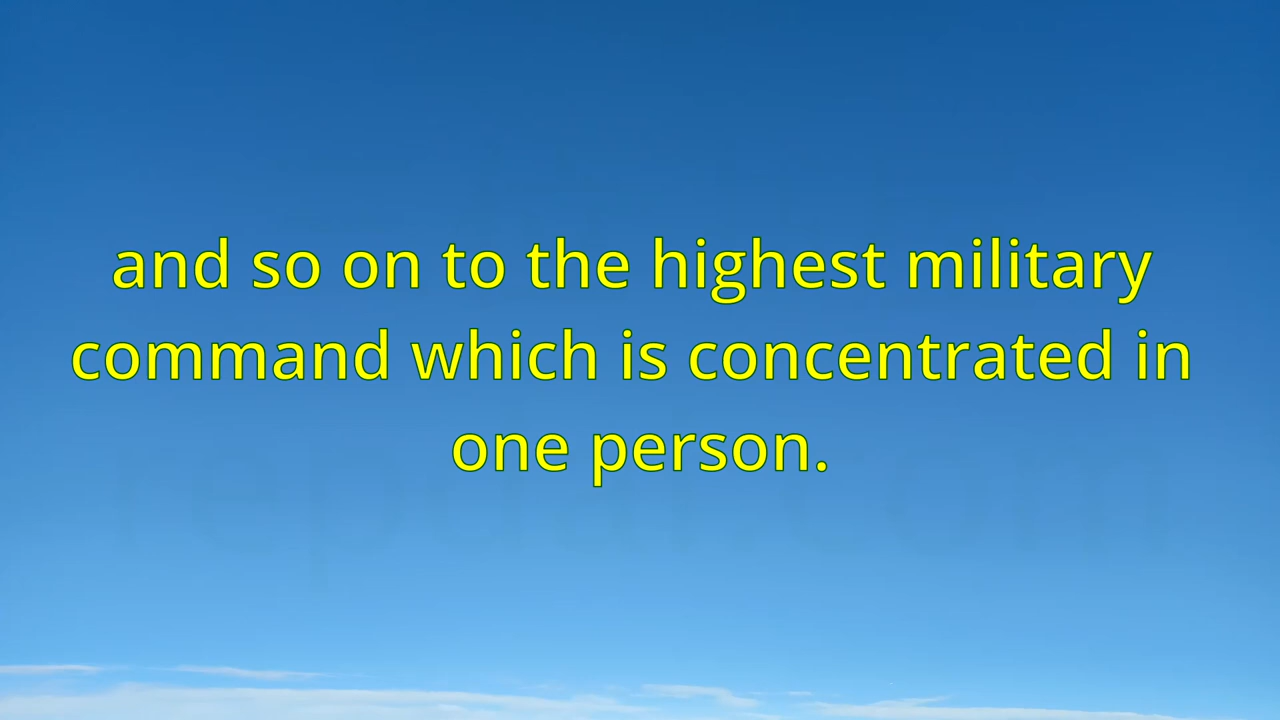 and so on to the highest military
command which is concentrated in
one person.